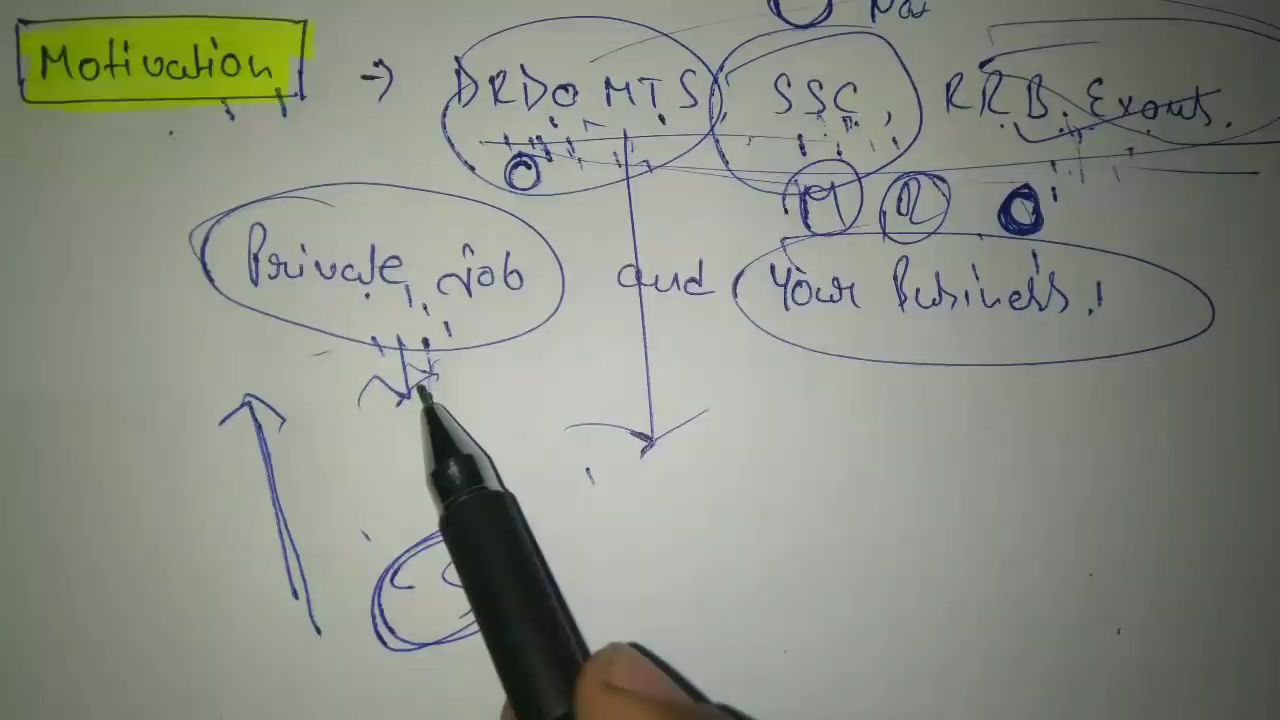 Motivation → DRDO MTS SSC, RRB. Exams.
Private job and Your Business!